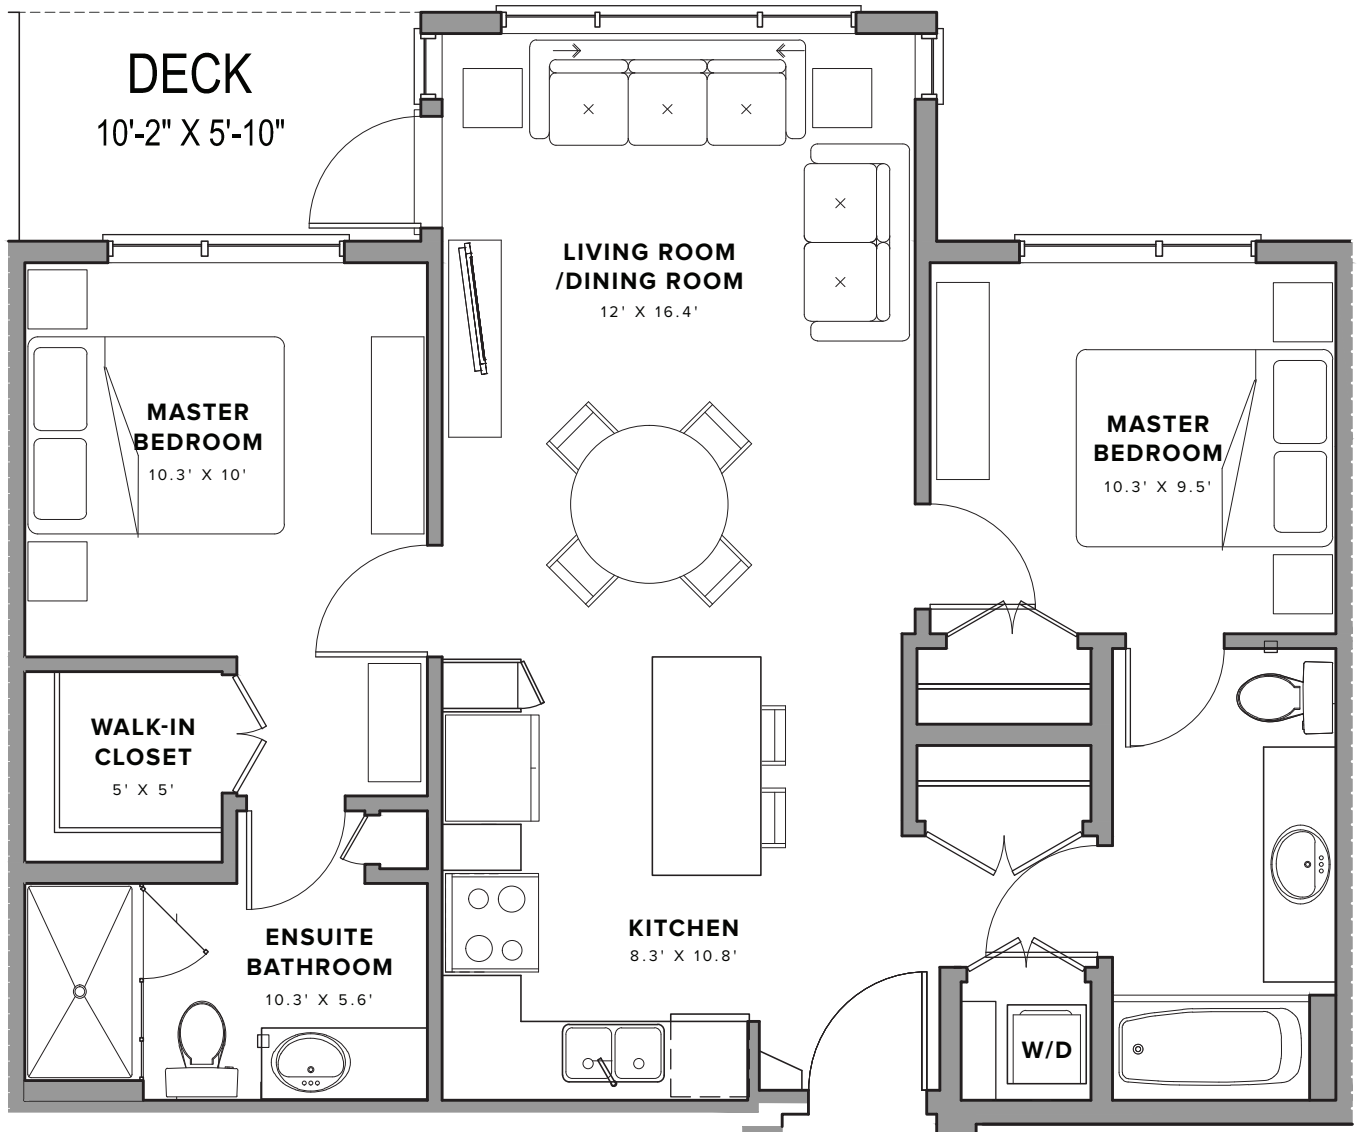 DECK
10'-2" X 5'-10"
LIVING ROOM
/DINING ROOM
12' X 16.4'
MASTER
BEDROOM
10.3' X 10'
MASTER
BEDROOM
10.3' X 9.5'
WALK-IN
CLOSET
5' X 5'
KITCHEN
8.3' X 10.8'
ENSUITE
BATHROOM
10.3' X 5.6'
W/D